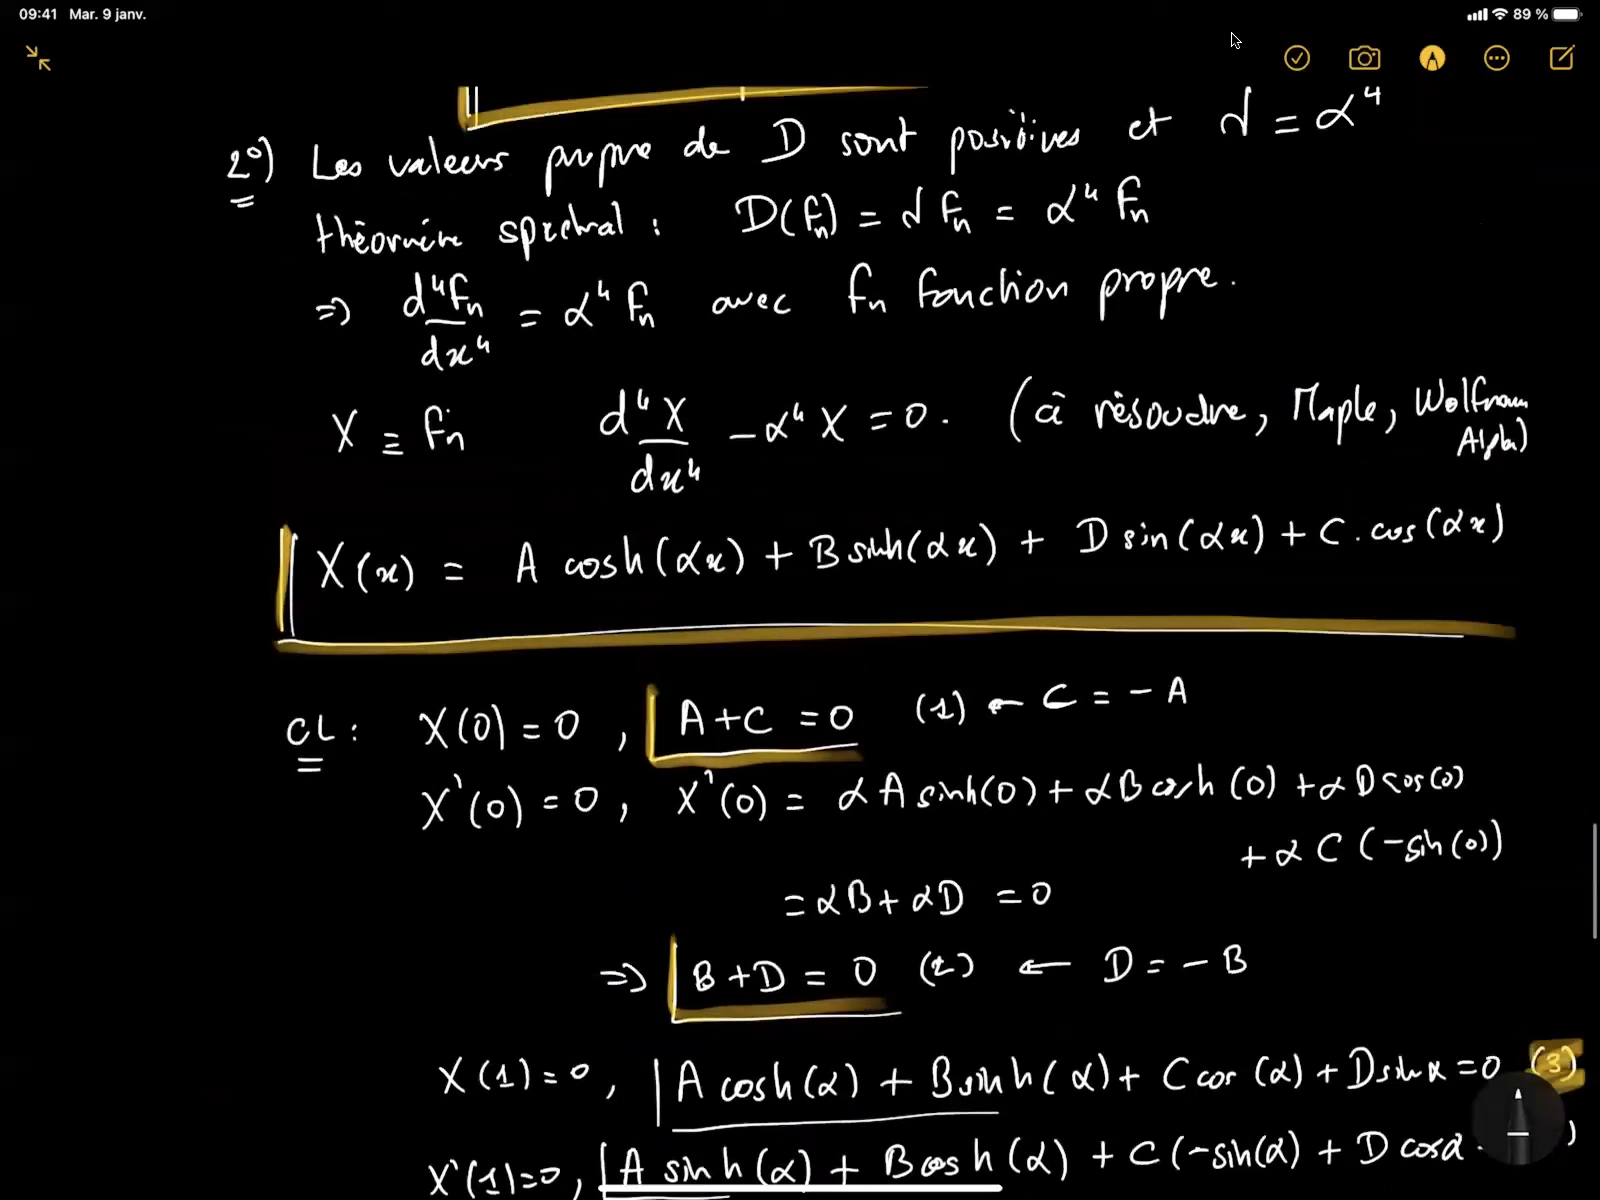 09:41 Mar. 9 janv. 89 %
2°) Les valeurs propre de D sont positives et λ = α⁴
théorème spectral : D(fn) = λ fn = α⁴ fn
=> d⁴fn/dx⁴ = α⁴ fn avec fn fonction propre.
X ≡ fn d⁴X/dx⁴ - α⁴ X = 0. (à résoudre, Maple, Wolfram Alpha)
X(x) = A cosh(αx) + B sinh(αx) + D sin(αx) + C . cos(αx)
CL : X(0) = 0 , A + C = 0 (1) ← C = - A
X'(0) = 0 , X'(0) = α A sinh(0) + α B cosh (0) + α D cos(0)
+ α C (-sin(0))
= αB + αD = 0
=> B + D = 0 (2) ← D = - B
X (1) = 0 , A cosh(α) + B sinh(α) + C cos (α) + D sin α = 0 (3)
X'(1) = 0 , A sinh(α) + B cosh(α) + C (-sin(α) + D cosα )